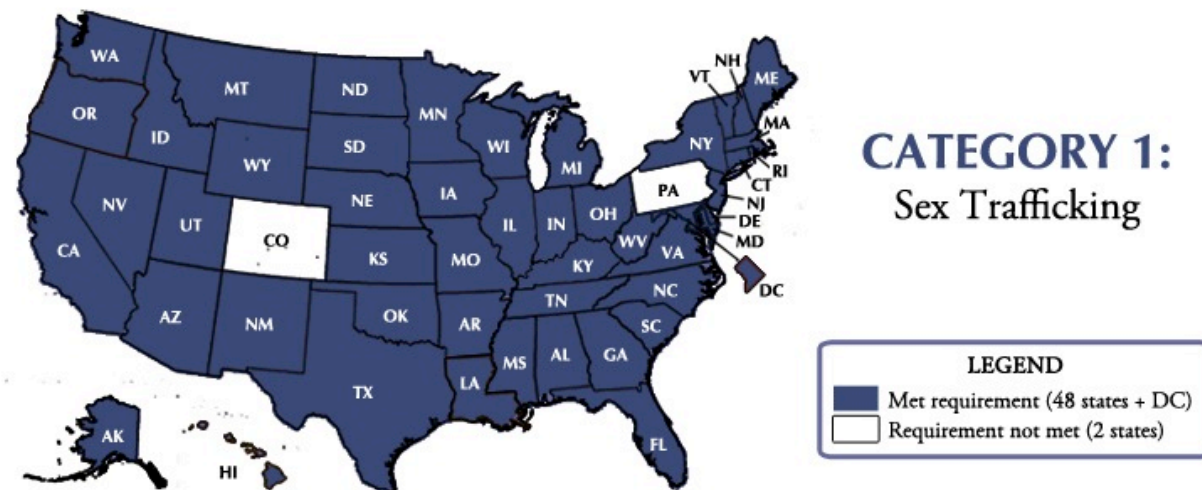 WA
MT
ND
MN
OR
ID
WY
SD
WI
MI
NY
VT
NH
ME
MA
RI
CT
NJ
DE
MD
DC
PA
NV
UT
CO
NE
IA
IL
IN
OH
WV
VA
CA
KS
MO
KY
AZ
NM
OK
AR
TN
NC
SC
TX
LA
MS
AL
GA
FL
AK
HI
CATEGORY 1:
Sex Trafficking
LEGEND
Met requirement (48 states + DC)
Requirement not met (2 states)